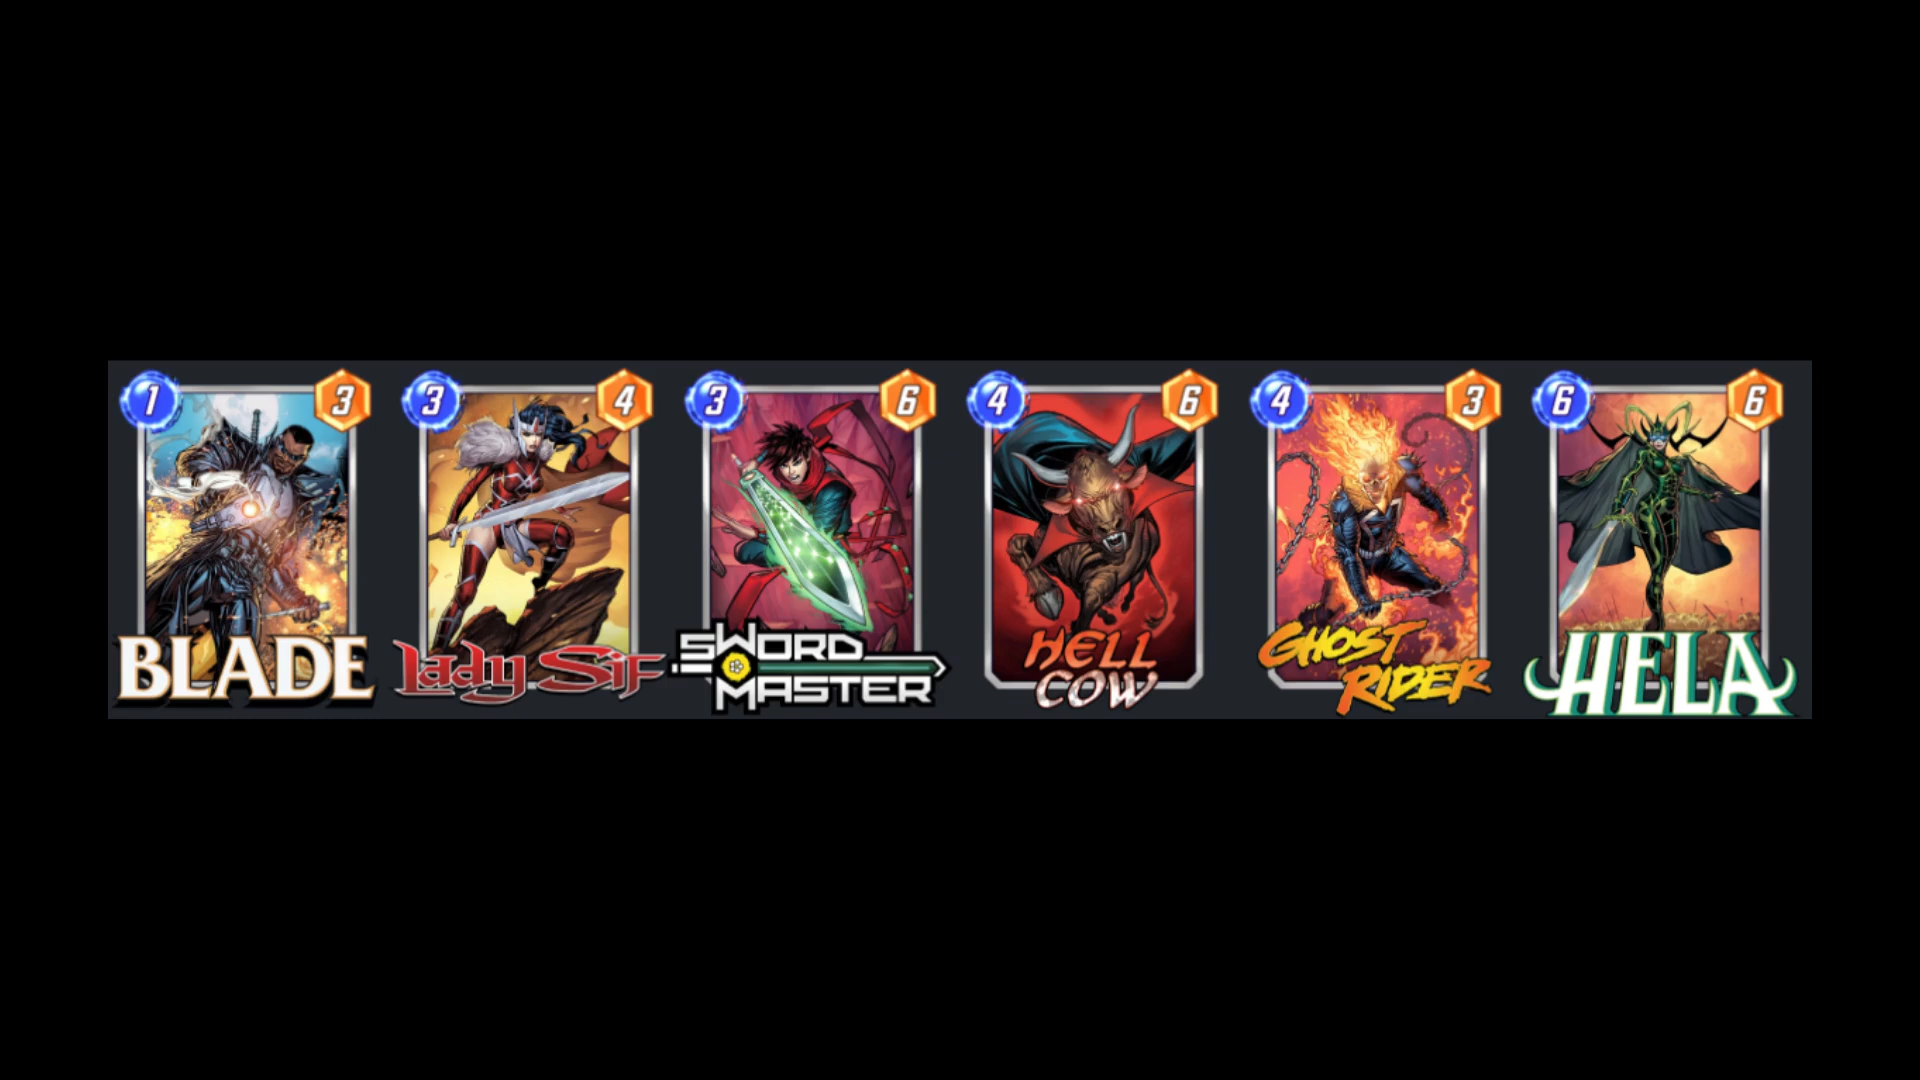 1 3
BLADE
3 4
Lady Sif
3 6
SWORD
MASTER
4 6
HELL
COW
4 3
GHOST
RIDER
6 6
HELA